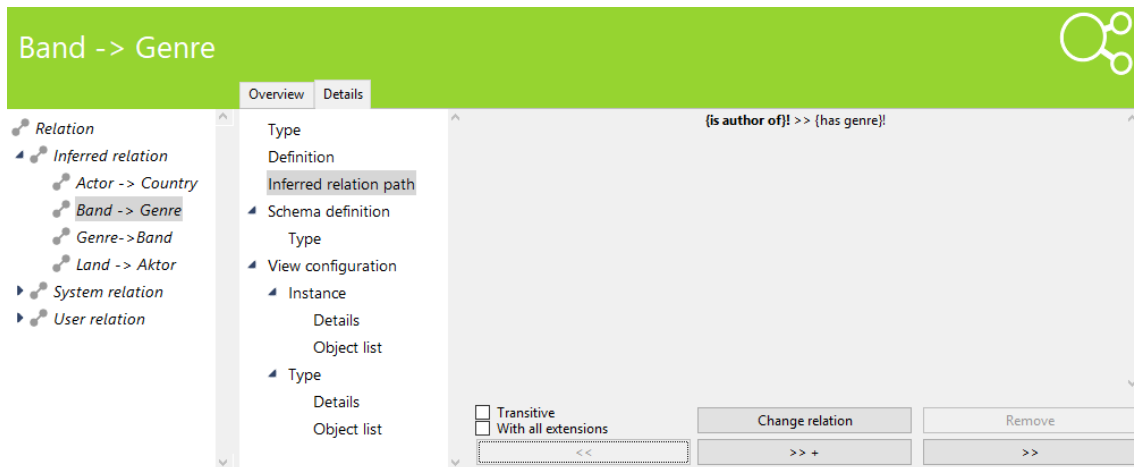 Band -> Genre
Overview
Details
Relation
Inferred relation
Actor -> Country
Band -> Genre
Genre->Band
Land -> Aktor
System relation
User relation
Type
Definition
Inferred relation path
Schema definition
Type
View configuration
Instance
Details
Object list
Type
Details
Object list
{is author of}! >> {has genre}!
Transitive
With all extensions
Change relation
Remove
<<
>> +
>>